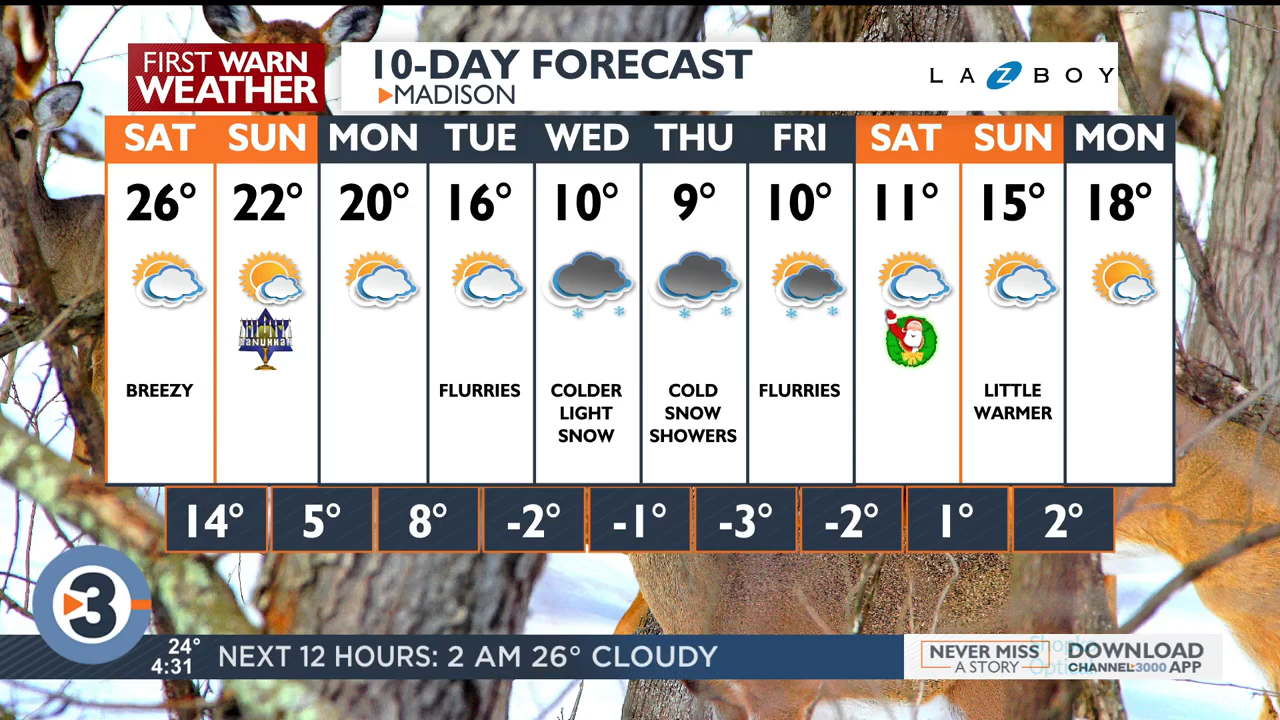 FIRST WARN
WEATHER
10-DAY FORECAST
MADISON
LA Z BOY
SAT SUN MON TUE WED THU FRI SAT SUN MON
26° 22° 20° 16° 10° 9° 10° 11° 15° 18°
HANUKKAH
BREEZY
FLURRIES
COLDER
LIGHT
SNOW
COLD
SNOW
SHOWERS
FLURRIES
LITTLE
WARMER
14° 5° 8° -2° -1° -3° -2° 1° 2°
3
24°
4:31
NEXT 12 HOURS: 2 AM 26° CLOUDY
NEVER MISS
A STORY
DOWNLOAD
CHANNEL3000 APP